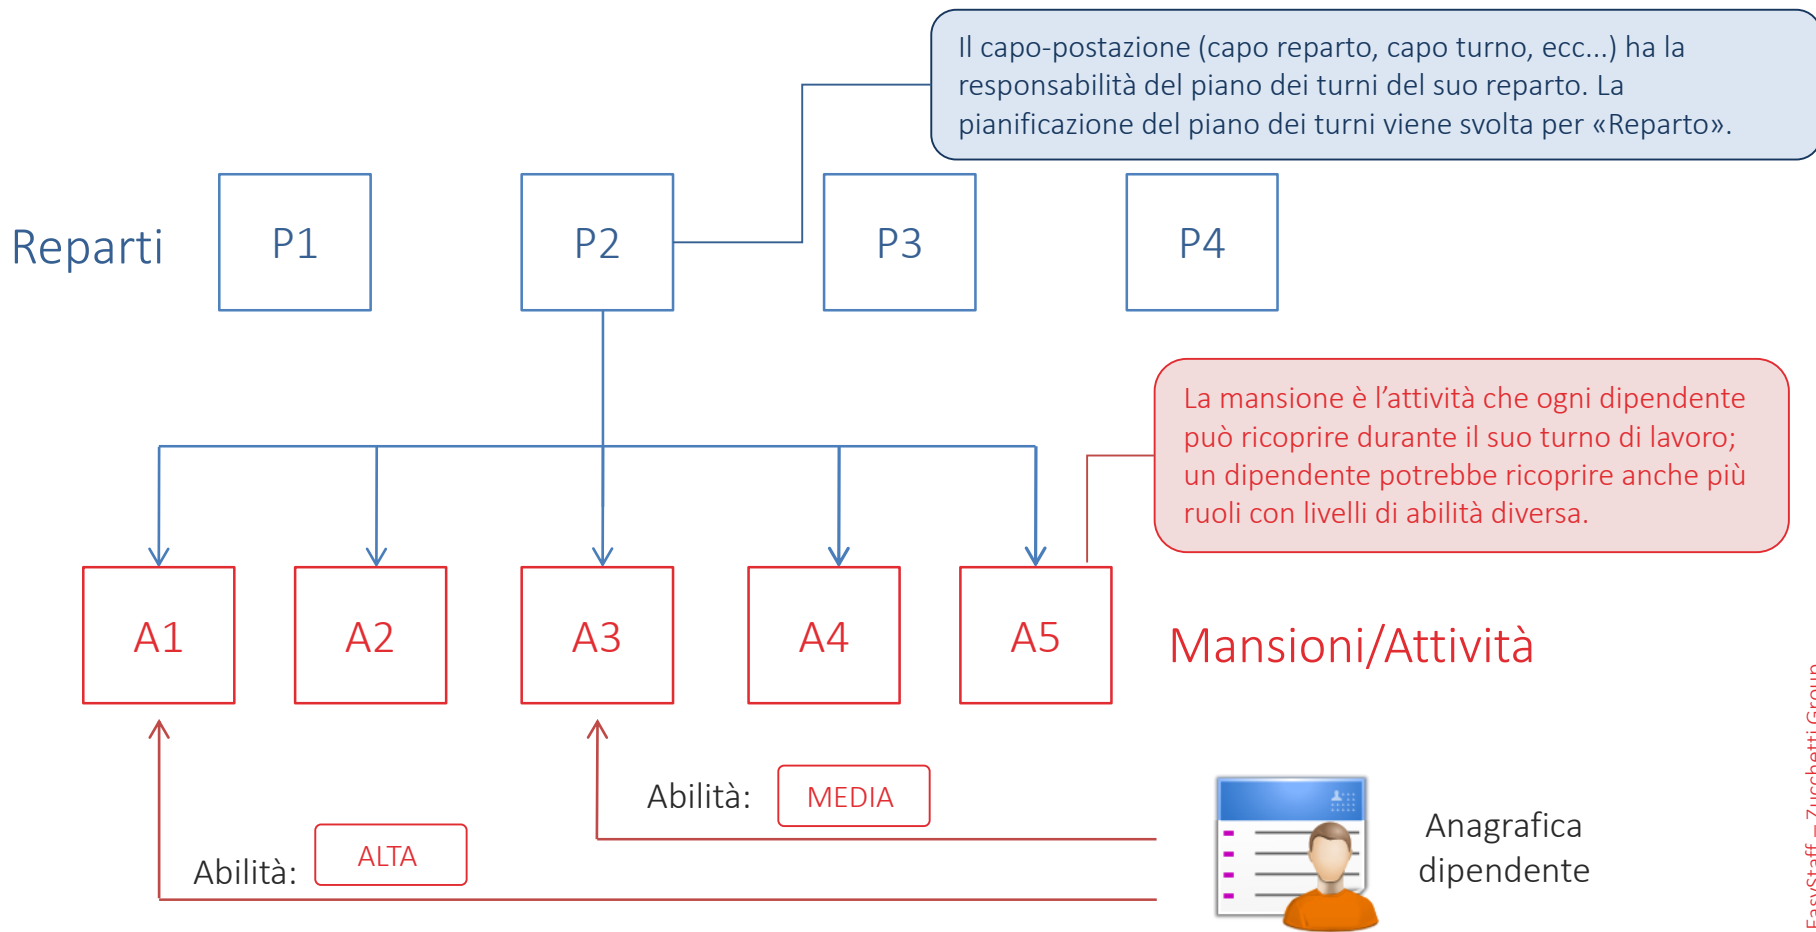 Il capo-postazione (capo reparto, capo turno, ecc...) ha la
responsabilità del piano dei turni del suo reparto. La
pianificazione del piano dei turni viene svolta per «Reparto».
Reparti
P1
P2
P3
P4
La mansione è l’attività che ogni dipendente
può ricoprire durante il suo turno di lavoro;
un dipendente potrebbe ricoprire anche più
ruoli con livelli di abilità diversa.
A1
A2
A3
A4
A5
Mansioni/Attività
Abilità:
MEDIA
Abilità:
ALTA
Anagrafica
dipendente
EasyStaff – Zucchetti Group